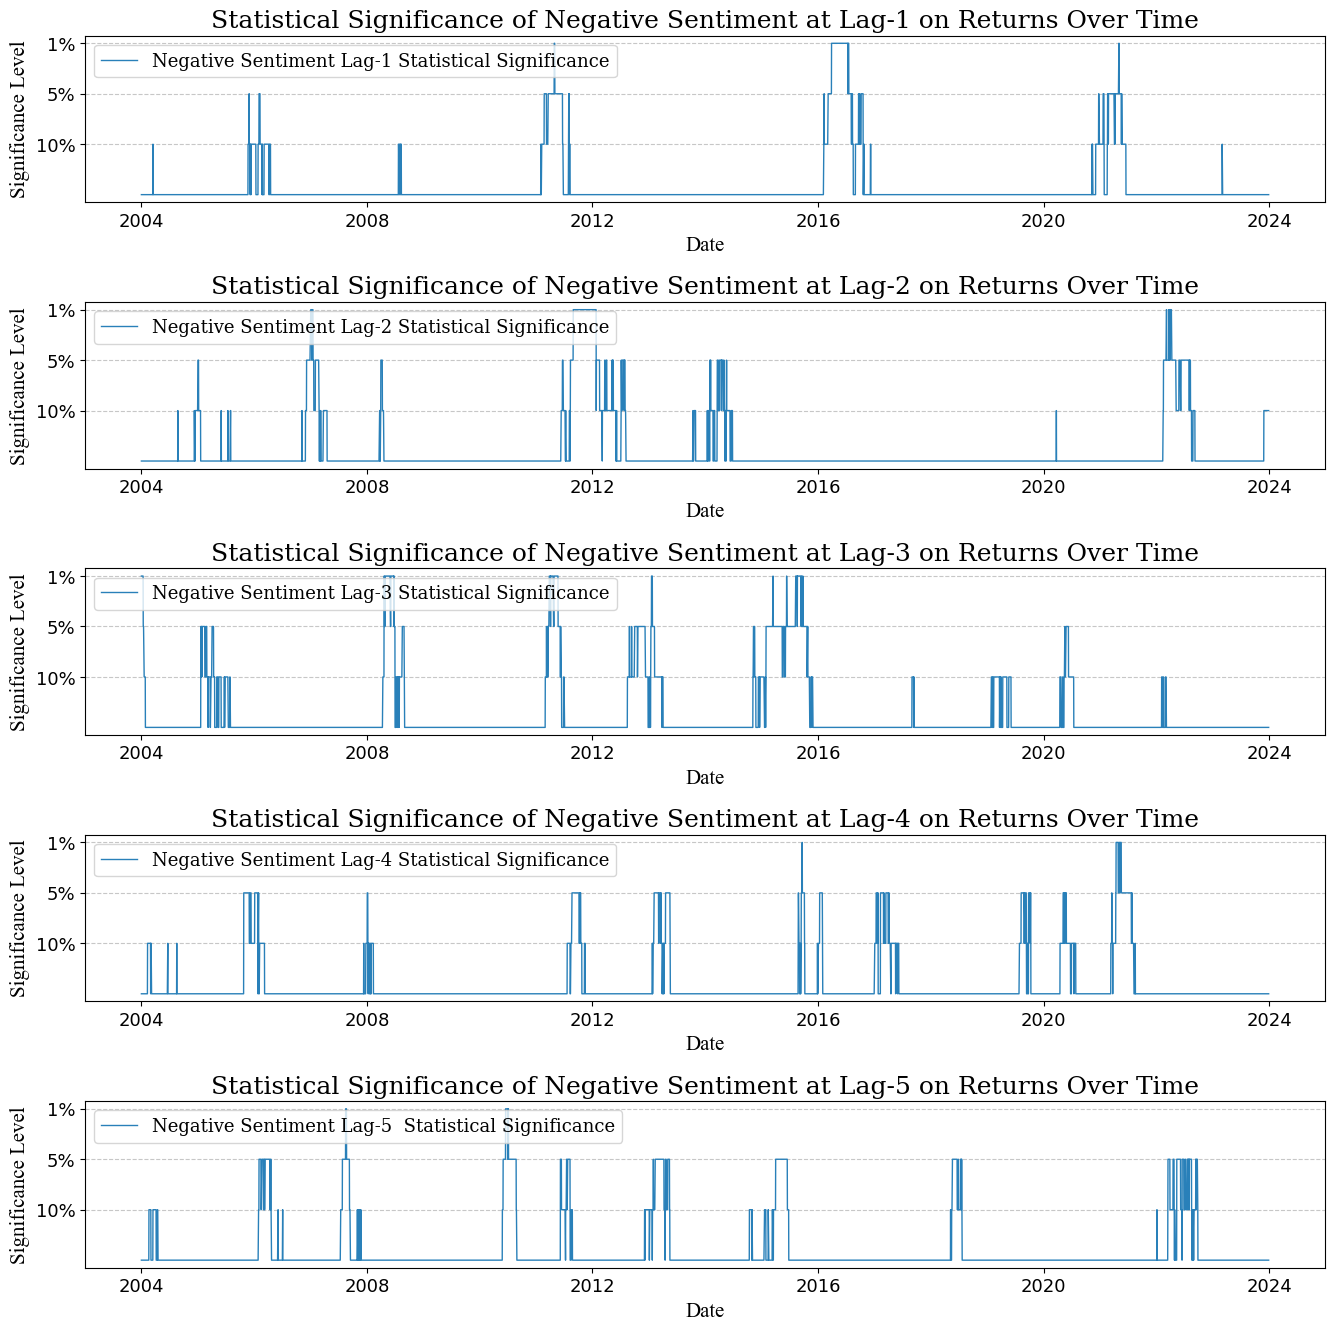 Statistical Significance of Negative Sentiment at Lag-1 on Returns Over Time
Significance Level
1%
5%
10%
Negative Sentiment Lag-1 Statistical Significance
2004 2008 2012 2016 2020 2024
Date
Statistical Significance of Negative Sentiment at Lag-2 on Returns Over Time
Significance Level
1%
5%
10%
Negative Sentiment Lag-2 Statistical Significance
2004 2008 2012 2016 2020 2024
Date
Statistical Significance of Negative Sentiment at Lag-3 on Returns Over Time
Significance Level
1%
5%
10%
Negative Sentiment Lag-3 Statistical Significance
2004 2008 2012 2016 2020 2024
Date
Statistical Significance of Negative Sentiment at Lag-4 on Returns Over Time
Significance Level
1%
5%
10%
Negative Sentiment Lag-4 Statistical Significance
2004 2008 2012 2016 2020 2024
Date
Statistical Significance of Negative Sentiment at Lag-5 on Returns Over Time
Significance Level
1%
5%
10%
Negative Sentiment Lag-5  Statistical Significance
2004 2008 2012 2016 2020 2024
Date